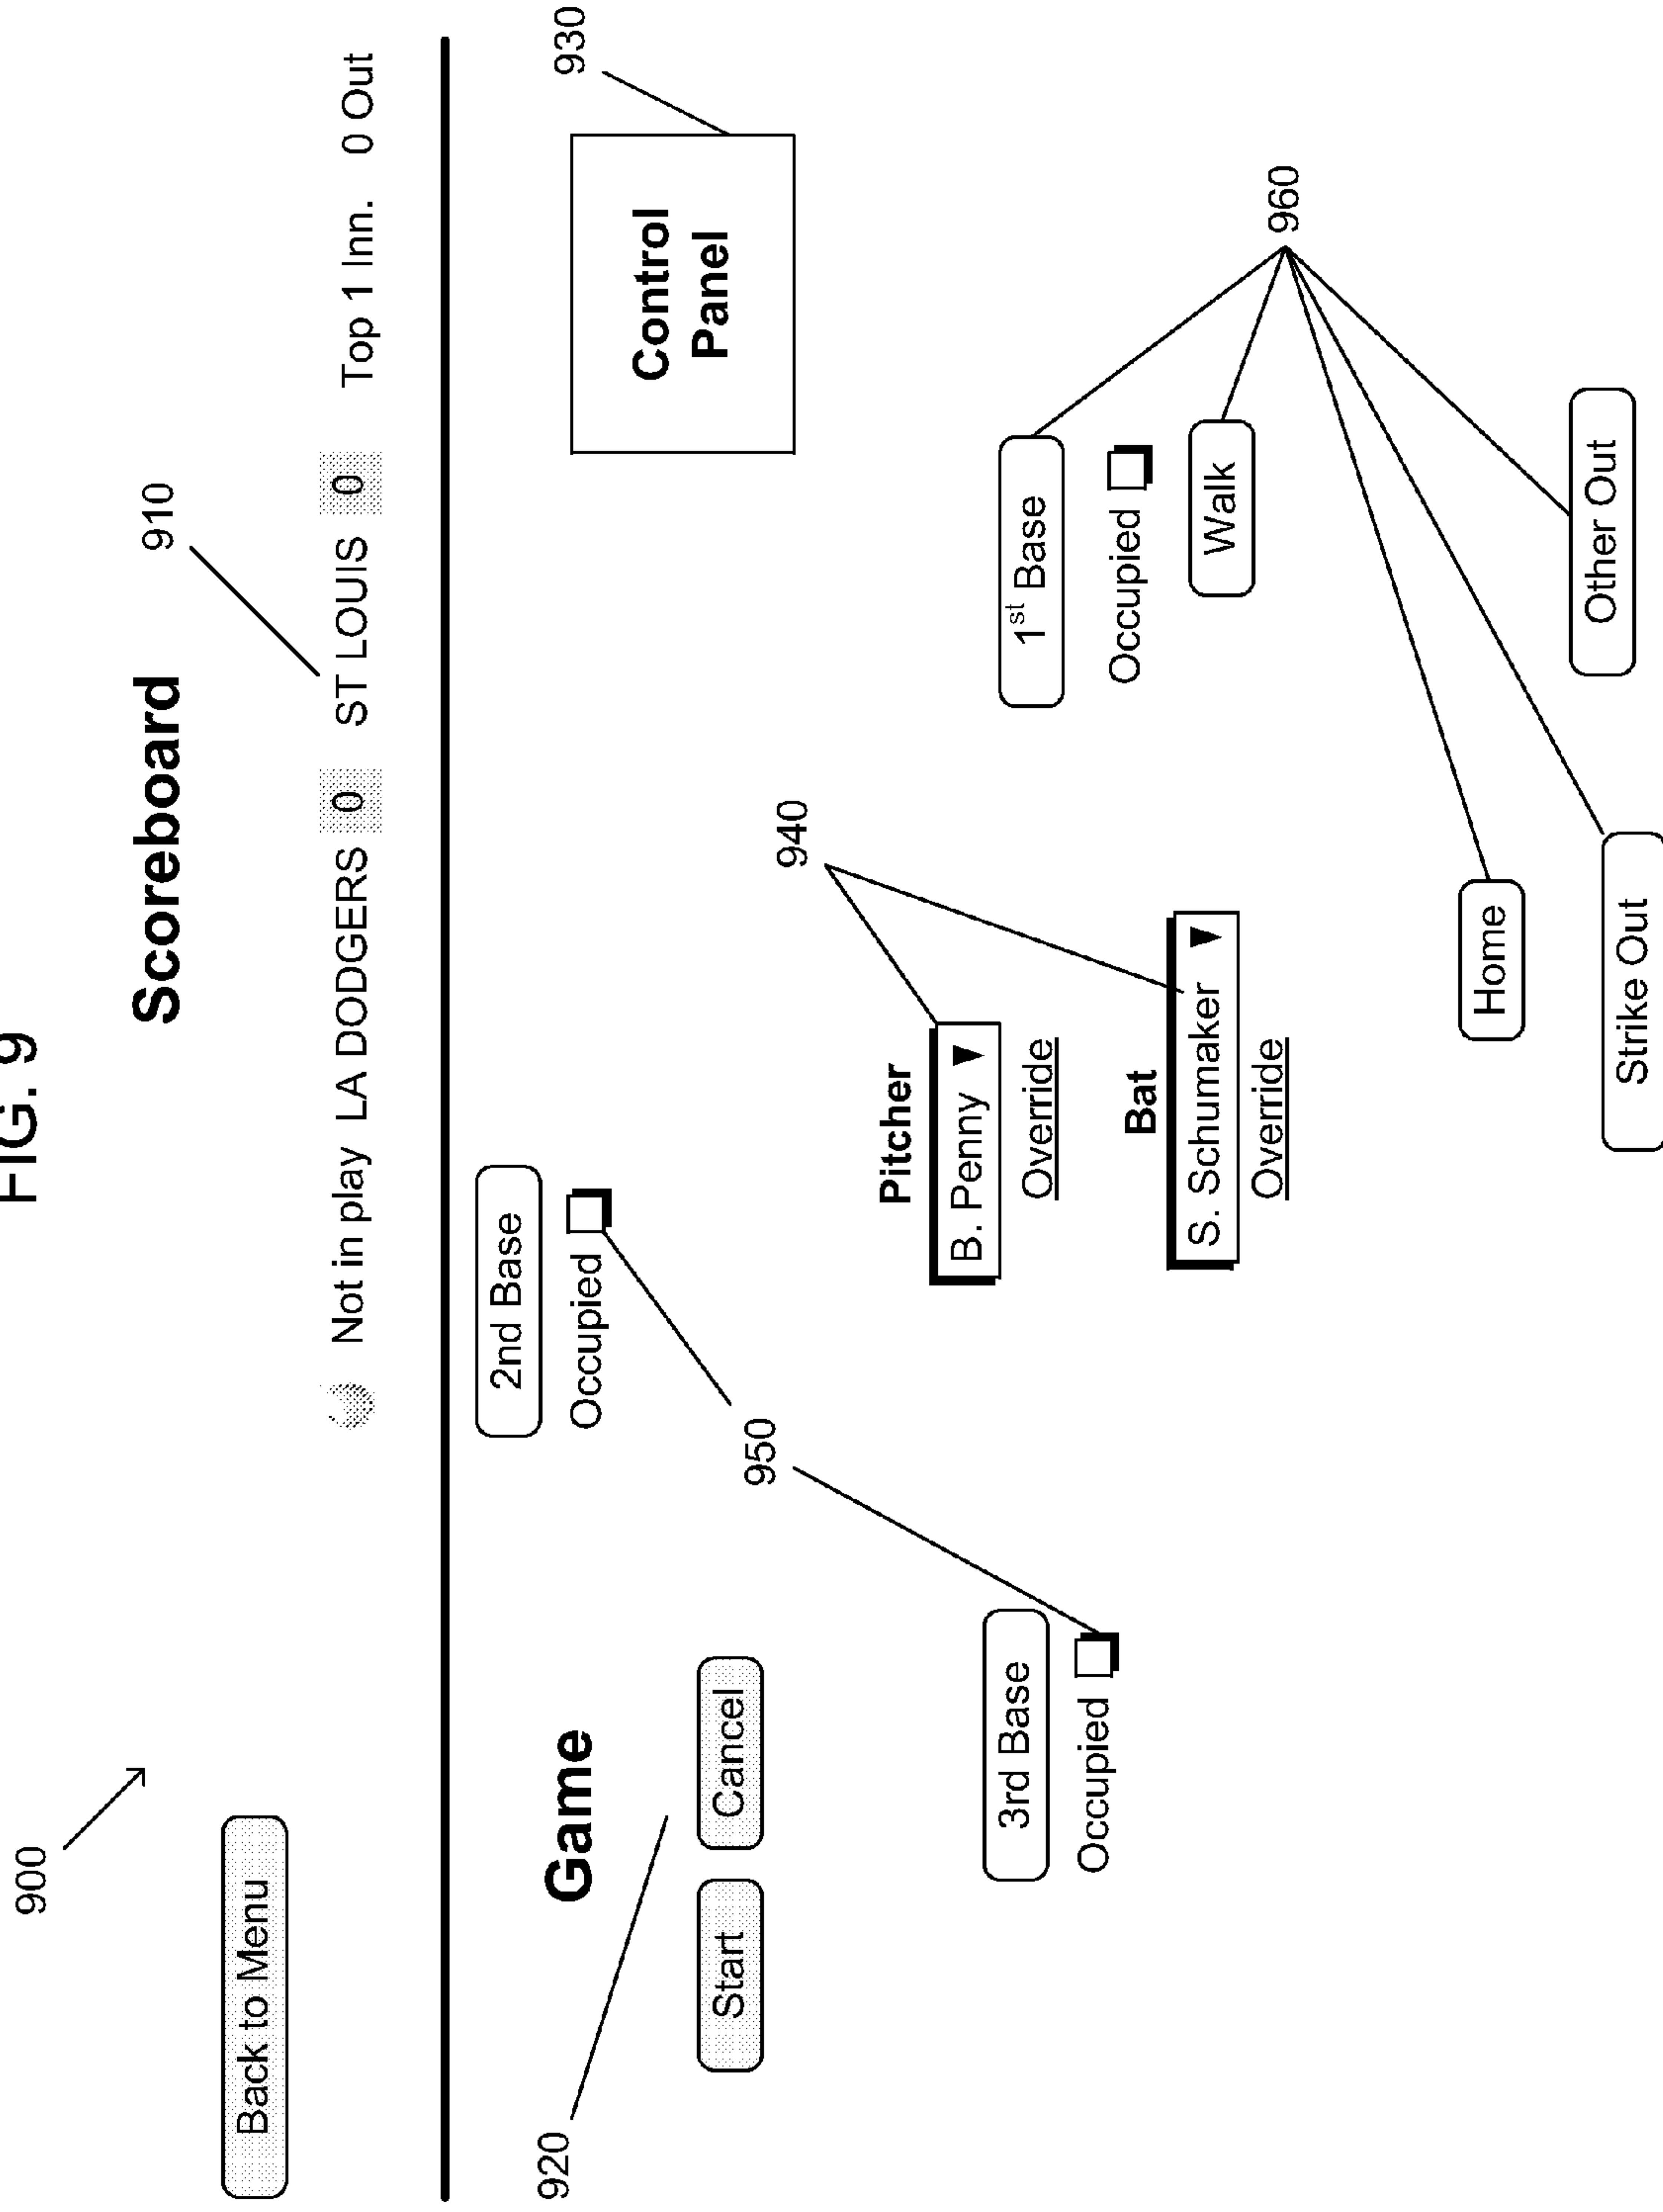 FIG. 9
900
Scoreboard
910
Back to Menu
Not in play LA DODGERS 0 ST LOUIS 0 Top 1 Inn. 0 Out
920
Game
Start
Cancel
2nd Base
Occupied
930
Control
Panel
950
940
Pitcher
B. Penny ▼
Override
3rd Base
Occupied
1st Base
Occupied
Walk
960
Bat
S. Schumaker ▼
Override
Home
Other Out
Strike Out